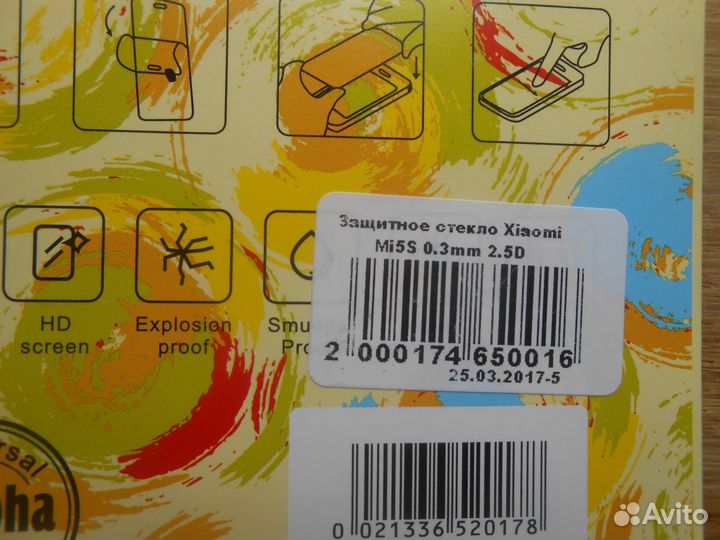 Защитное стекло Xiaomi
Mi5S 0.3mm 2.5D
2 000174 650016
25.03.2017-5
HD
screen
Explosion
proof
0 021336 520178
Avito